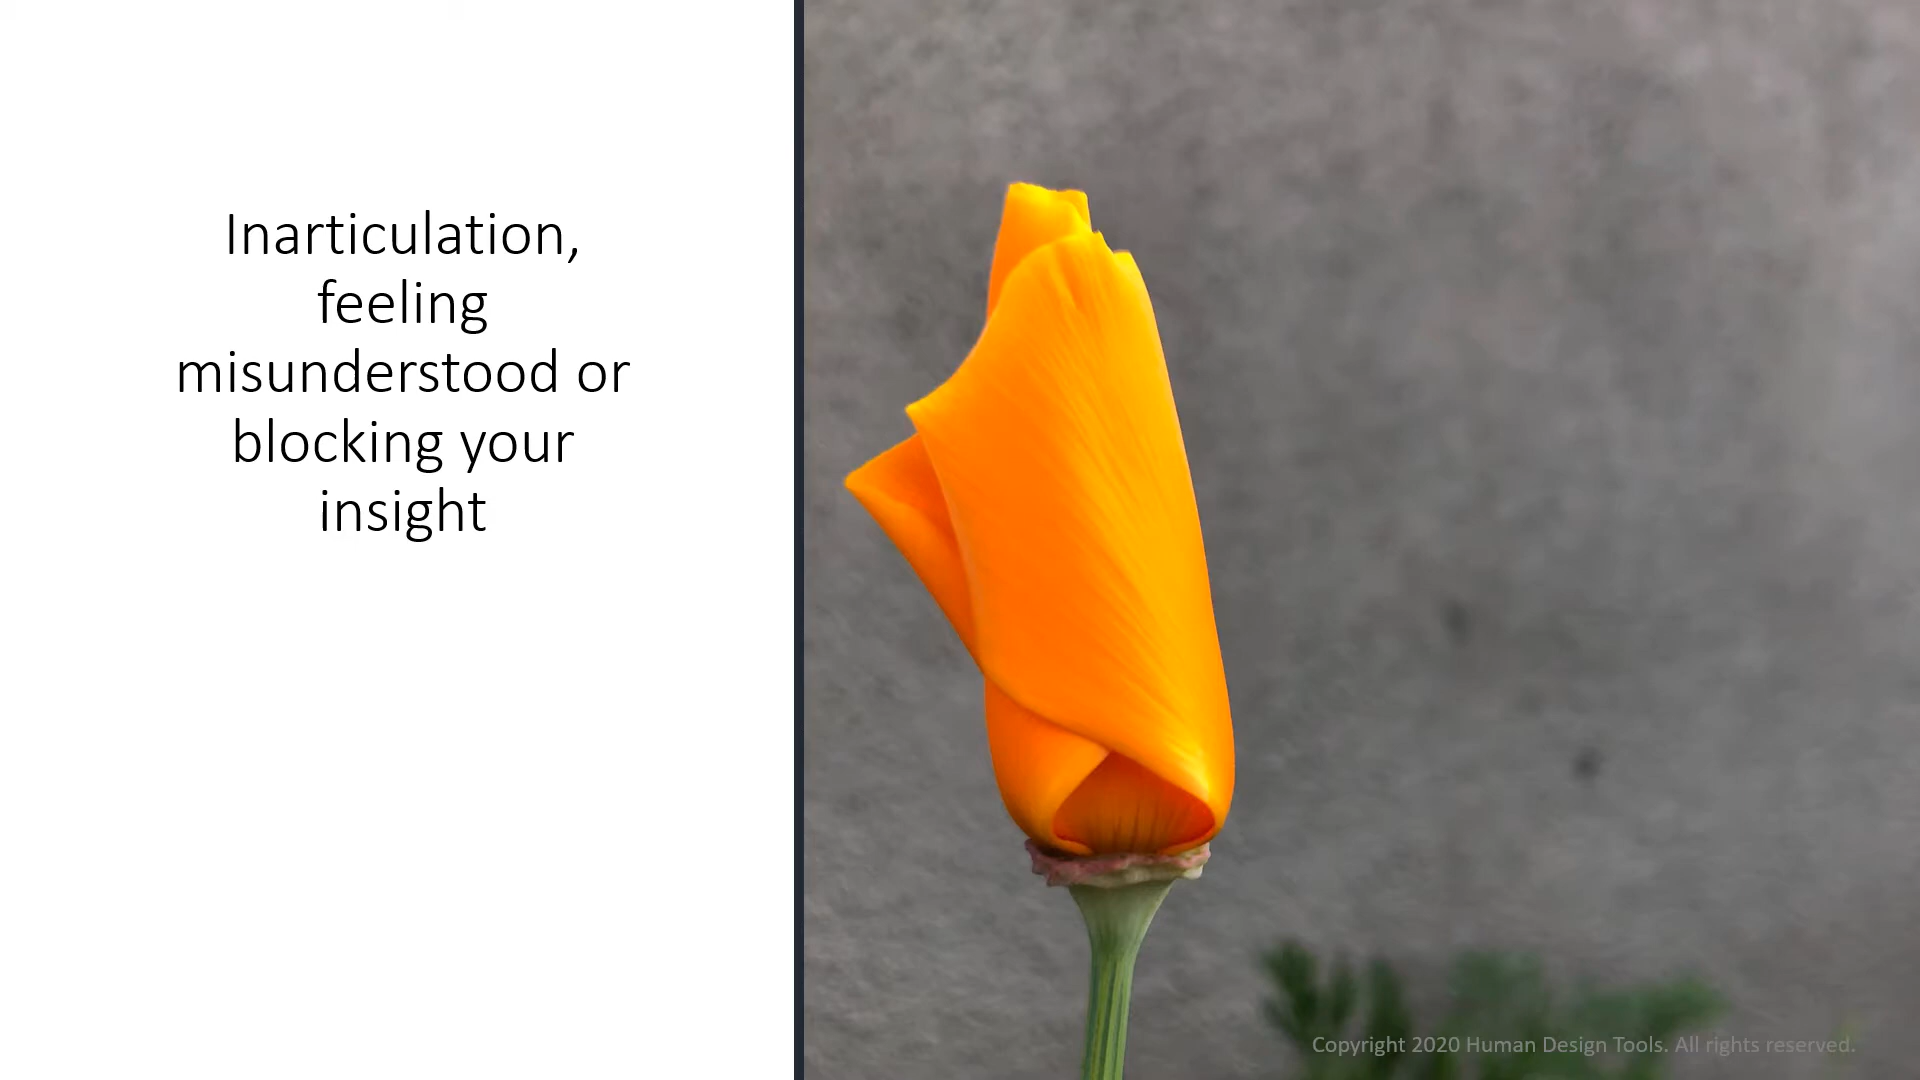 Inarticulation,
feeling
misunderstood or
blocking your
insight
Copyright 2020 Human Design Tools. All rights reserved.